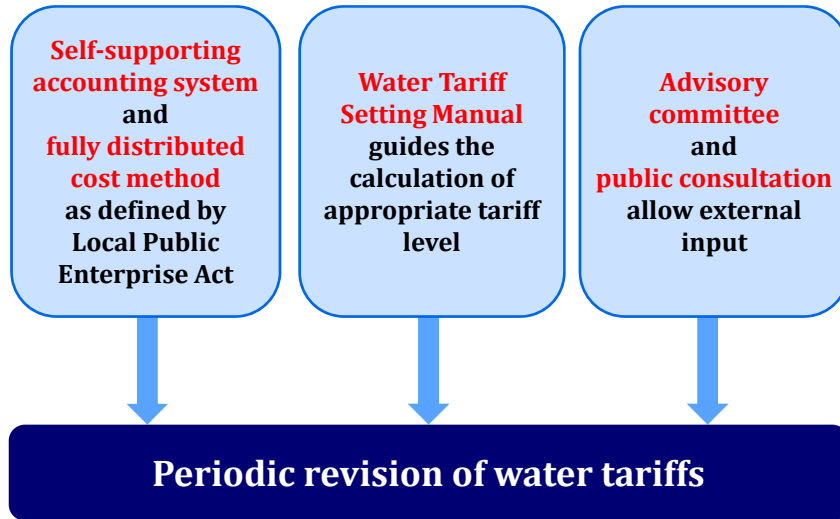 Self-supporting
accounting system
and
fully distributed
cost method
as defined by
Local Public
Enterprise Act
Water Tariff
Setting Manual
guides the
calculation of
appropriate tariff
level
Advisory
committee
and
public consultation
allow external
input
Periodic revision of water tariffs